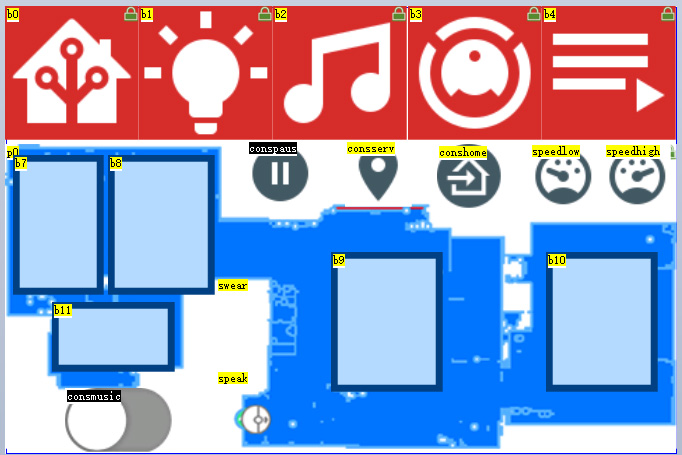 b0
b1
b2
b3
b4
p0
conspaus
consserv
conshome
speedlow
speedhigh
b7
b8
swear
b9
b10
b11
speak
consmusic